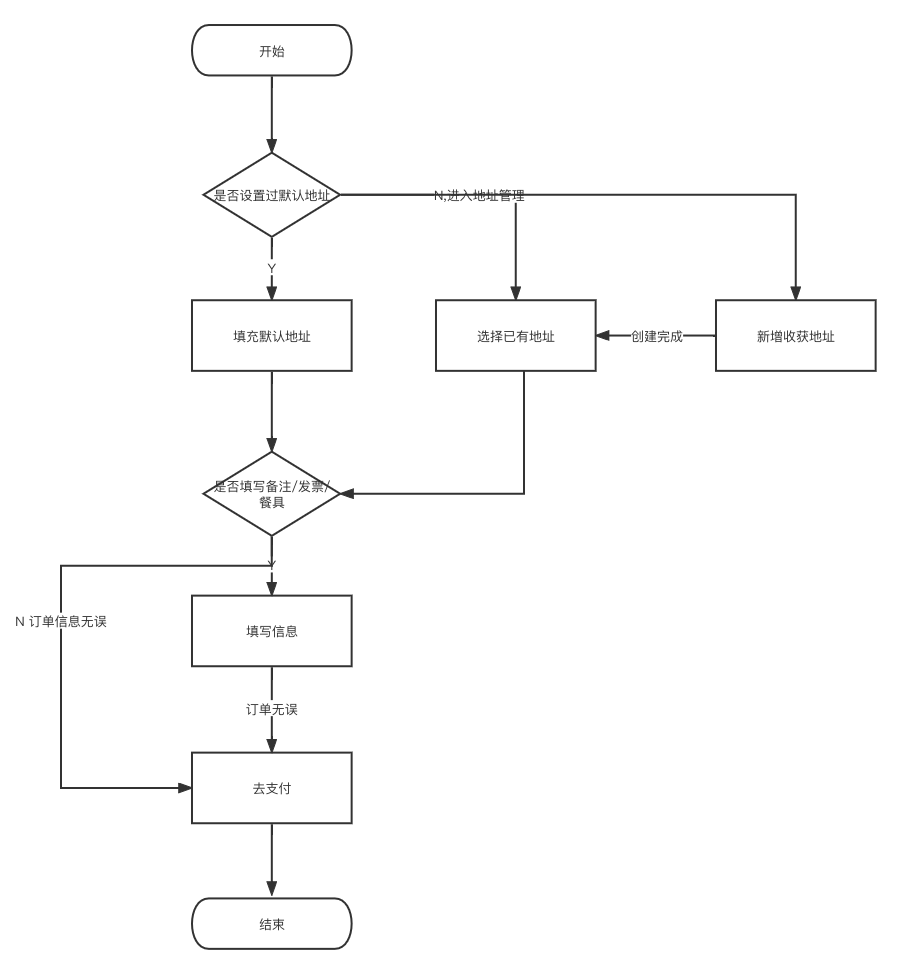 开始
是否设置过默认地址
N,进入地址管理
Y
填充默认地址
选择已有地址
创建完成
新增收获地址
是否填写备注/发票/
餐具
Y
N 订单信息无误
填写信息
订单无误
去支付
结束